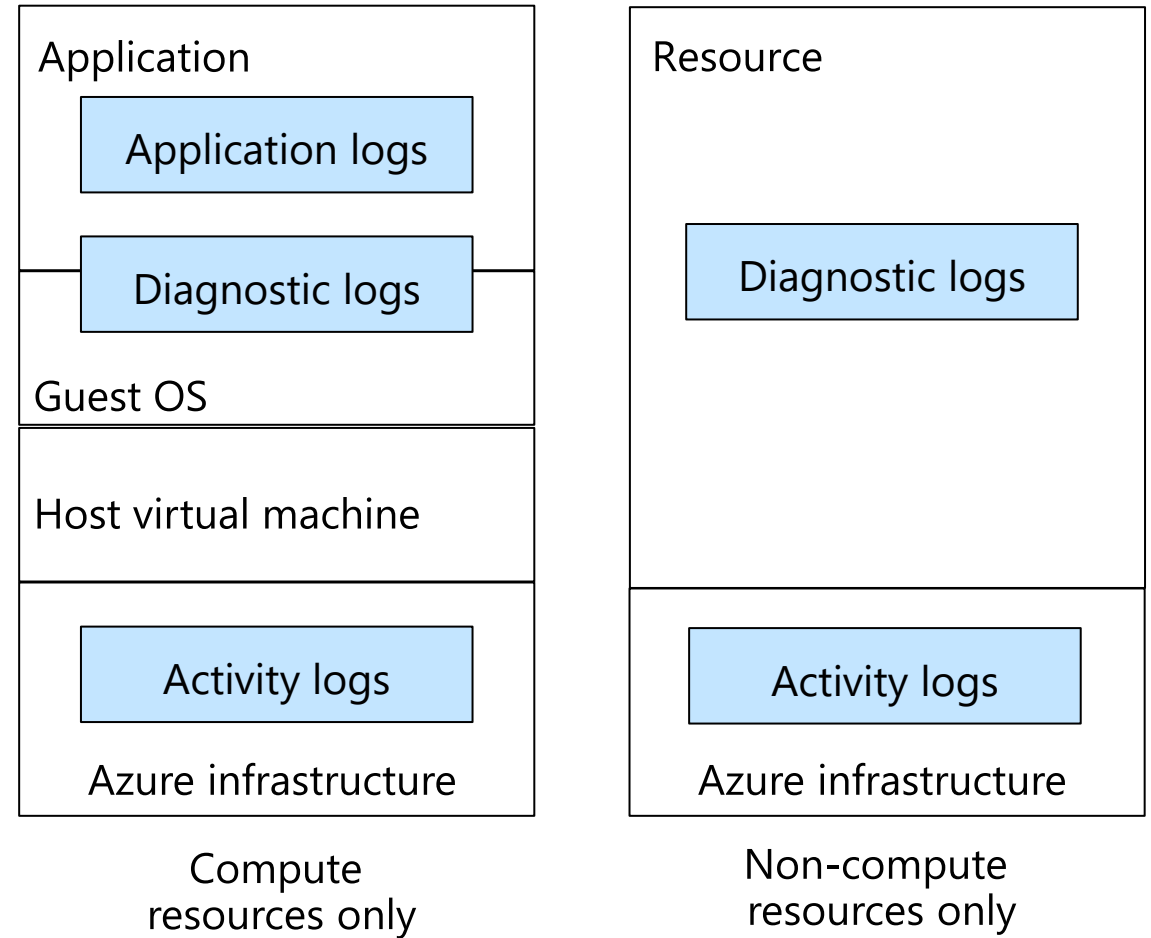 Application
Application logs
Diagnostic logs
Guest OS
Host virtual machine
Activity logs
Azure infrastructure
Compute
resources only
Resource
Diagnostic logs
Activity logs
Azure infrastructure
Non-compute
resources only